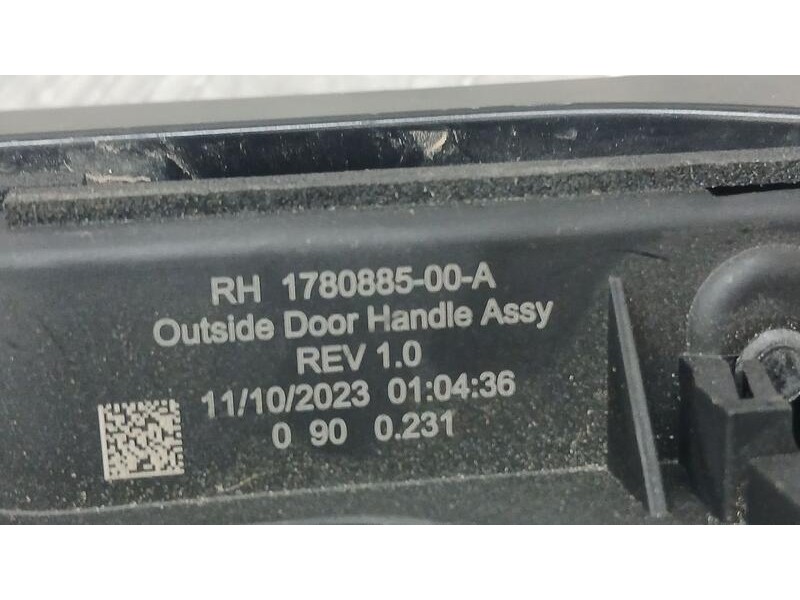 RH 1780885-00-A
Outside Door Handle Assy
REV 1.0
11/10/2023 01:04:36
0 90 0.231